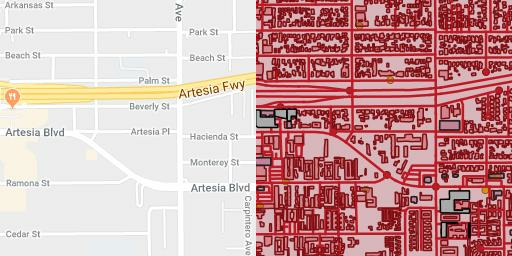 Arkansas St
Ave
Park St
Park St
Beach St
Beach St
Palm St
Artesia Fwy
Beverly St
Artesia Blvd
Artesia Pl
Hacienda St
Monterey St
Ramona St
Artesia Blvd
Carpintero Ave
Cedar St